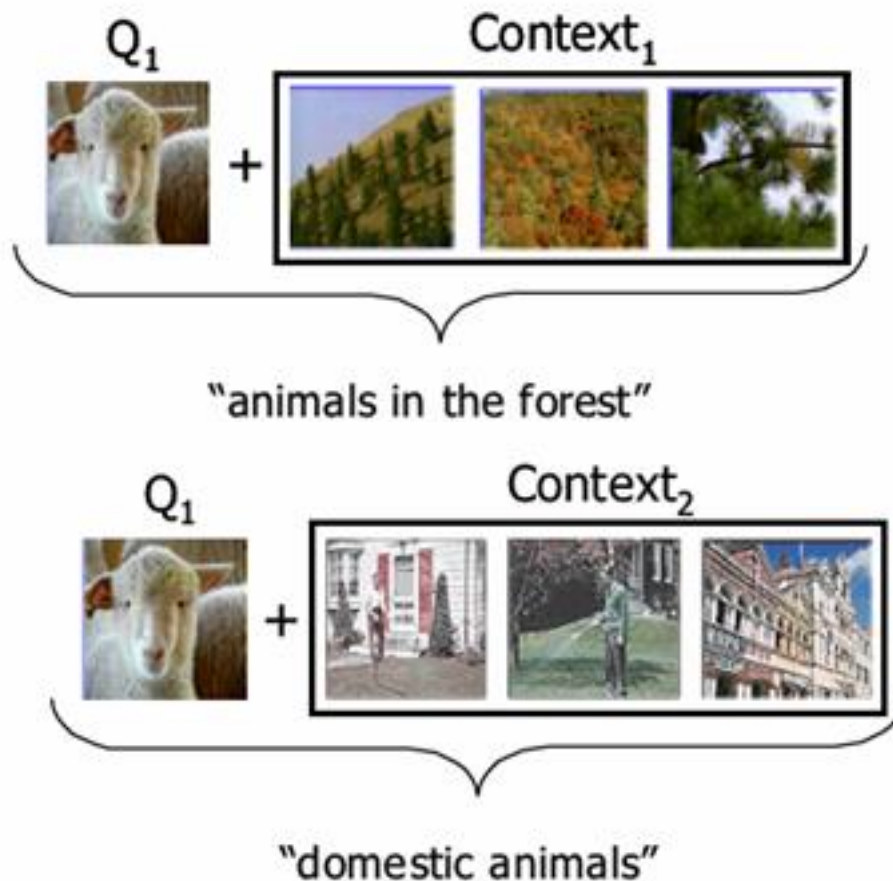 Q₁ Context₁
+
“animals in the forest”
Q₁ Context₂
+
“domestic animals”